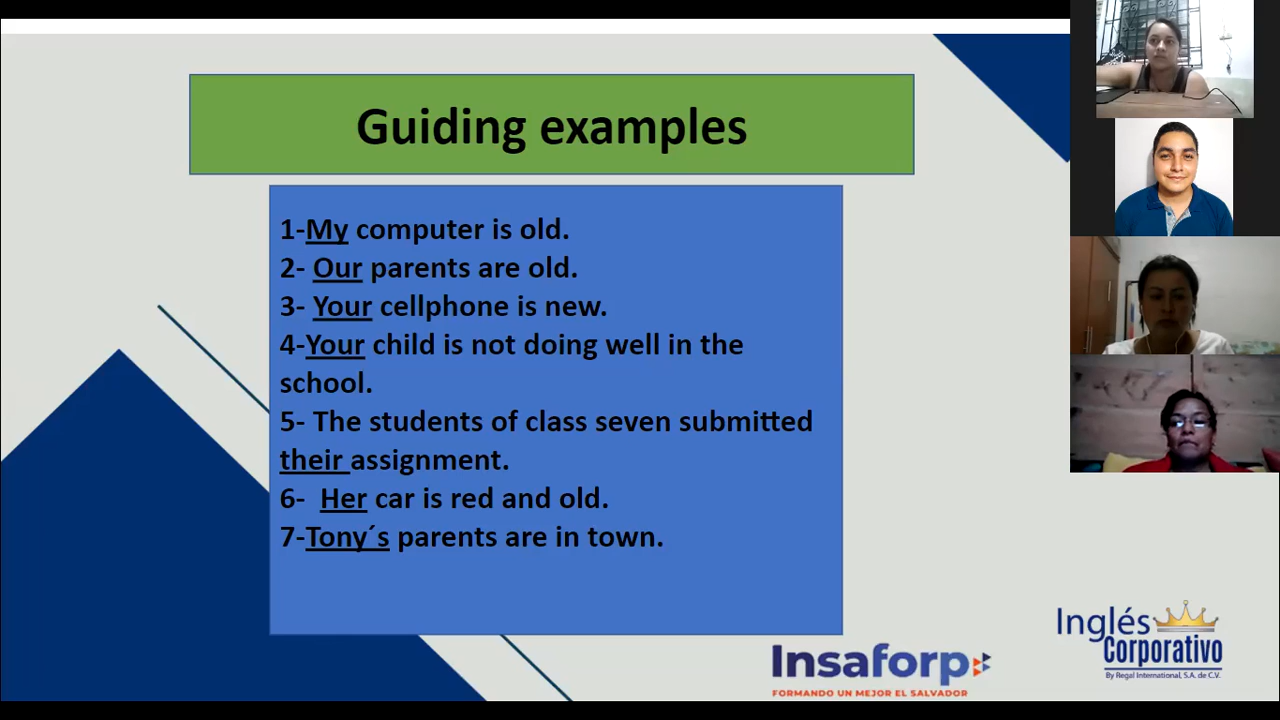 Guiding examples
1-My computer is old.
2- Our parents are old.
3- Your cellphone is new.
4-Your child is not doing well in the
school.
5- The students of class seven submitted
their assignment.
6-  Her car is red and old.
7-Tony´s parents are in town.
Insaforp
FORMANDO UN MEJOR EL SALVADOR
Inglés
Corporativo
By Regal International, S.A. de C.V.